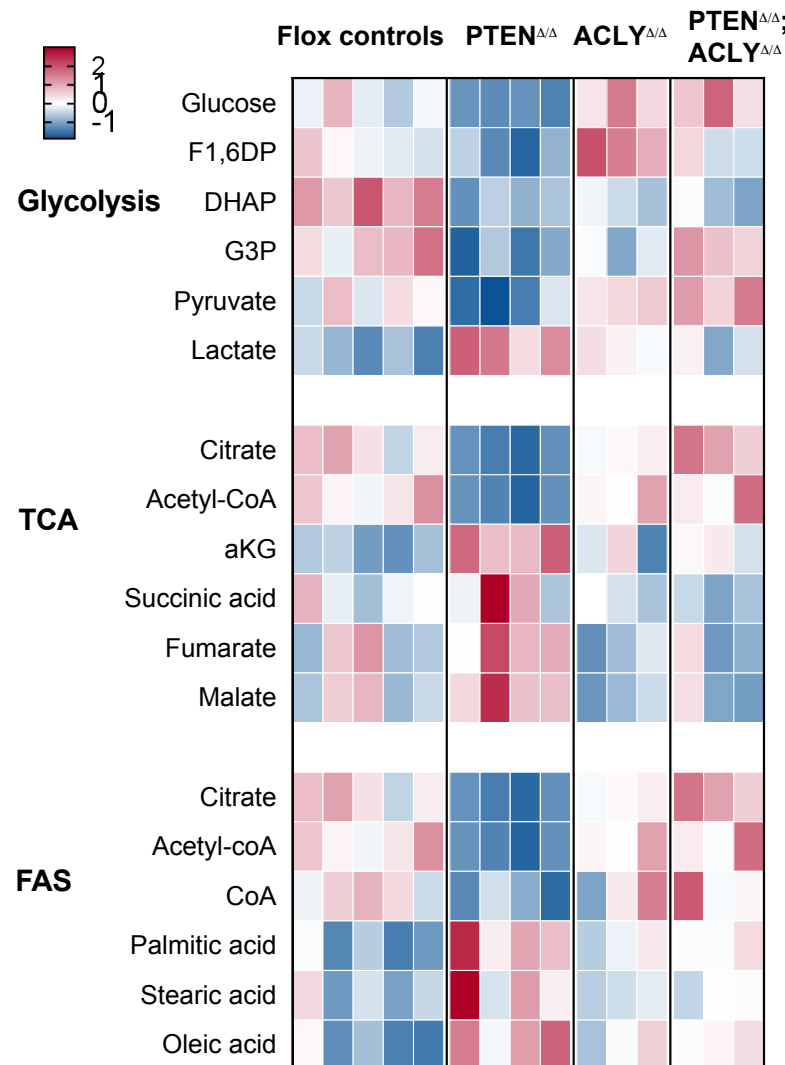 Flox controls PTEN^Δ/Δ ACLY^Δ/Δ PTEN^Δ/Δ;
ACLY^Δ/Δ
2
1
0
-1
Glucose
F1,6DP
Glycolysis DHAP
G3P
Pyruvate
Lactate
Citrate
Acetyl-CoA
TCA
aKG
Succinic acid
Fumarate
Malate
Citrate
Acetyl-coA
FAS
CoA
Palmitic acid
Stearic acid
Oleic acid